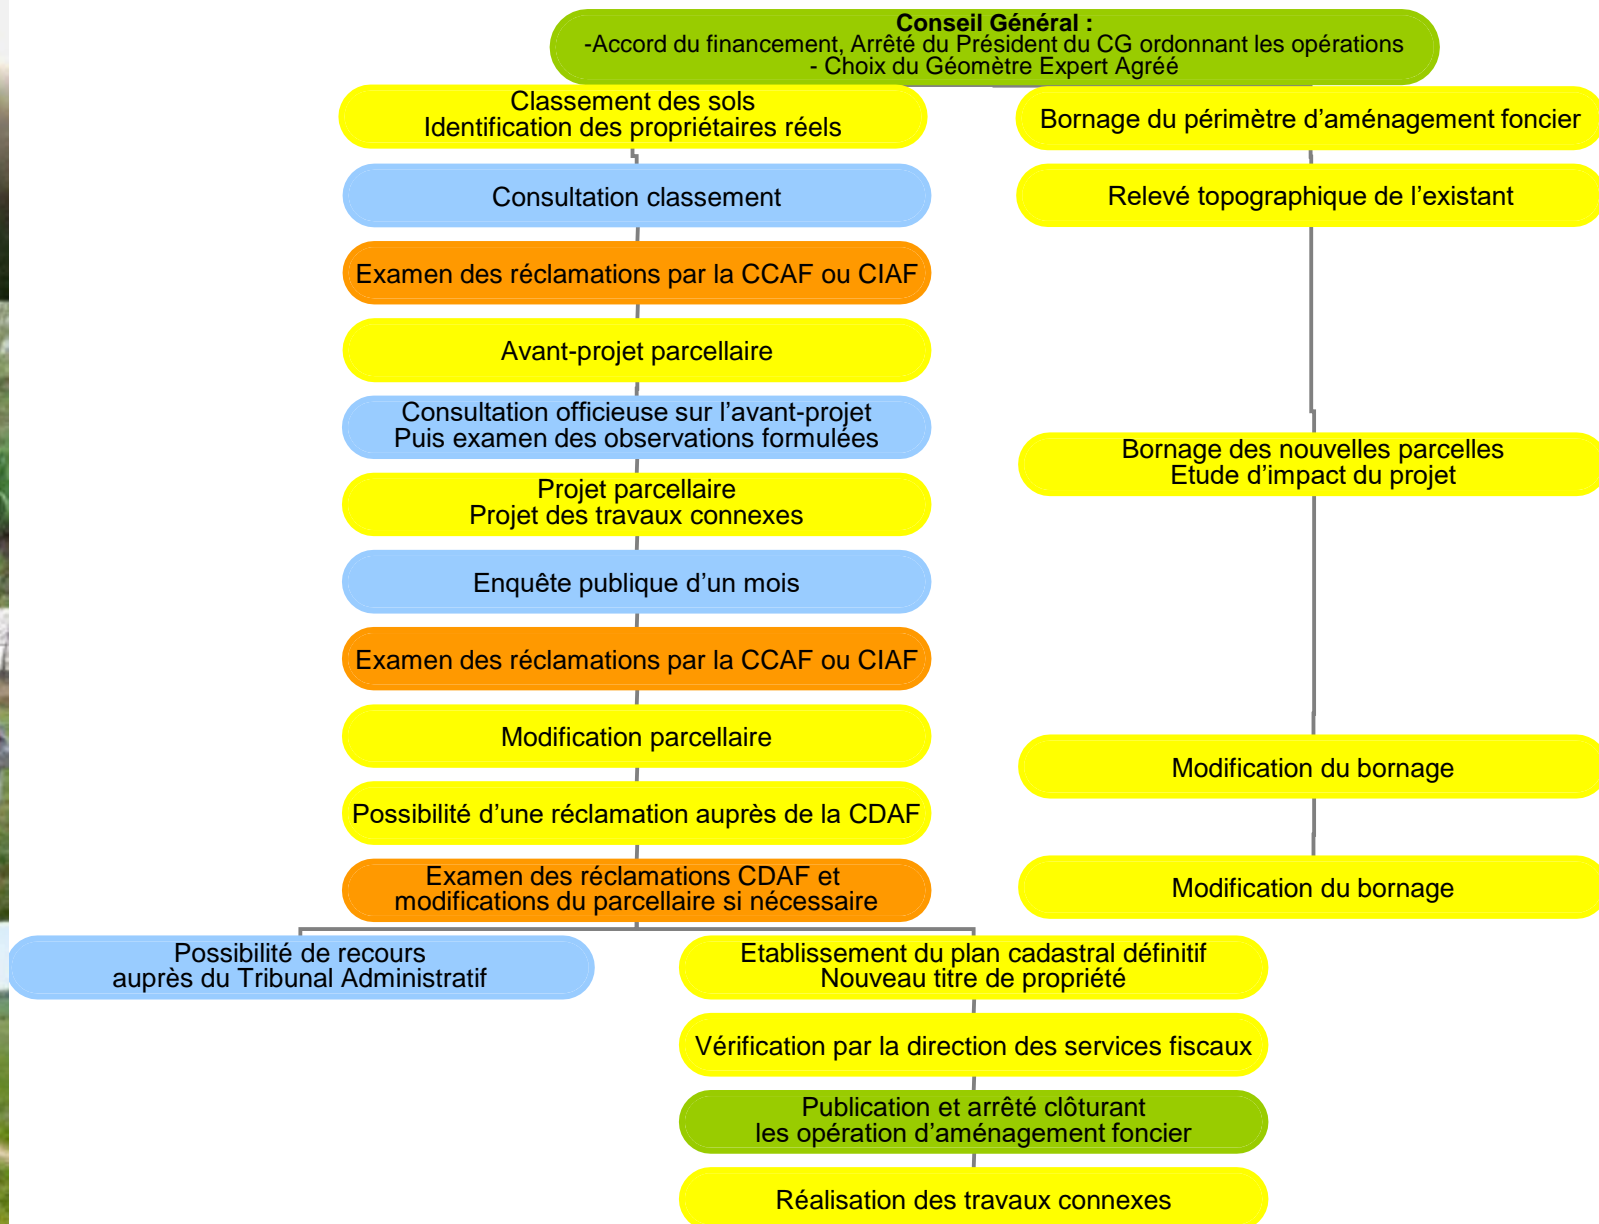 Conseil Général :
-Accord du financement, Arrêté du Président du CG ordonnant les opérations
- Choix du Géomètre Expert Agréé
Classement des sols
Identification des propriétaires réels
Consultation classement
Examen des réclamations par la CCAF ou CIAF
Avant-projet parcellaire
Consultation officieuse sur l'avant-projet
Puis examen des observations formulées
Projet parcellaire
Projet des travaux connexes
Enquête publique d'un mois
Examen des réclamations par la CCAF ou CIAF
Modification parcellaire
Possibilité d'une réclamation auprès de la CDAF
Examen des réclamations CDAF et
modifications du parcellaire si nécessaire
Bornage du périmètre d'aménagement foncier
Relevé topographique de l'existant
Bornage des nouvelles parcelles
Etude d'impact du projet
Modification du bornage
Modification du bornage
Possibilité de recours
auprès du Tribunal Administratif
Etablissement du plan cadastral définitif
Nouveau titre de propriété
Vérification par la direction des services fiscaux
Publication et arrêté clôturant
les opération d'aménagement foncier
Réalisation des travaux connexes